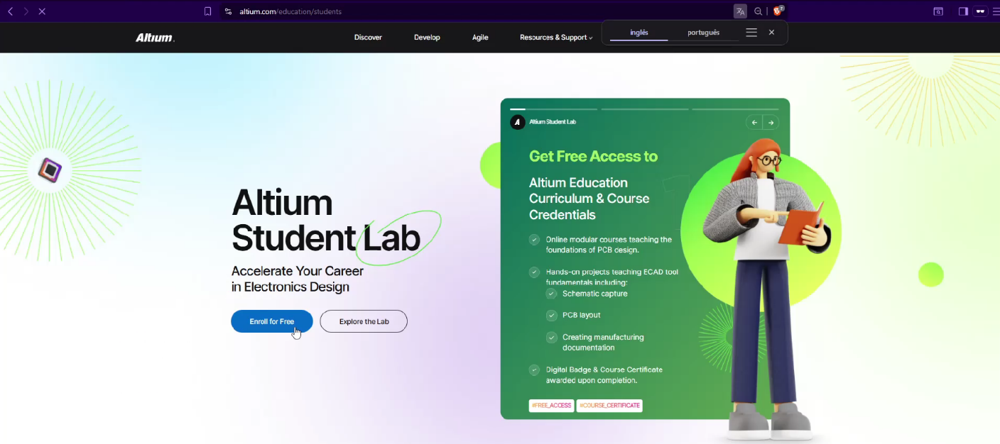 altium.com/education/students
2
Altium.
Discover
Develop
Agile
Resources & Support
inglês
português
Altium
Student Lab
Accelerate Your Career
in Electronics Design
Enroll for Free
Explore the Lab
Altium Student Lab
Get Free Access to
Altium Education
Curriculum & Course
Credentials
1
Online modular courses teaching the
foundations of PCB design.
Hands-on projects teaching ECAD tool
fundamentals including:
Schematic capture
PCB layout
Creating manufacturing
documentation
Digital Badge & Course Certificate
awarded upon completion.
#FREE_ACCESS
#COURSE_CERTIFICATE